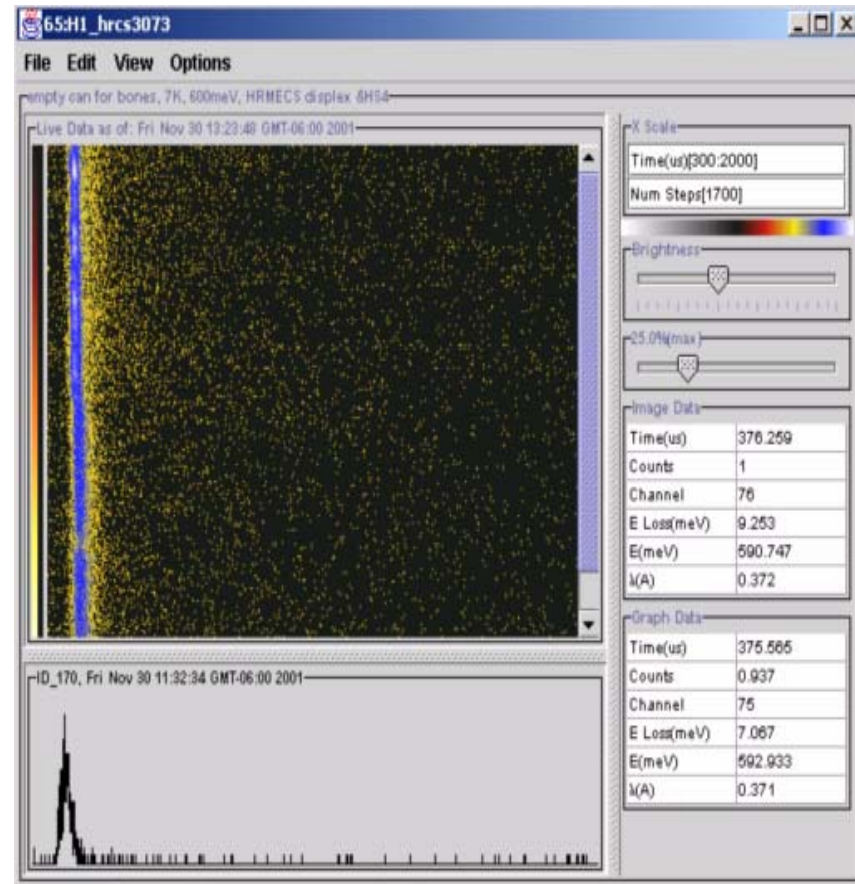 65:H1_hrcs3073
File Edit View Options
empty can for bones, 7K, 600meV, HRMECS displex &HS4
Live Data as of: Fri Nov 30 13:23:48 GMT-06:00 2001
X Scale
Time(us)[300:2000]
Num Steps[1700]
Brightness
25.0%(max)
Image Data
Time(us) 376.259
Counts 1
Channel 76
E Loss(meV) 9.253
E(meV) 590.747
λ(A) 0.372
Graph Data
Time(us) 375.565
Counts 0.937
Channel 75
E Loss(meV) 7.067
E(meV) 592.933
λ(A) 0.371
ID_170, Fri Nov 30 11:32:34 GMT-06:00 2001